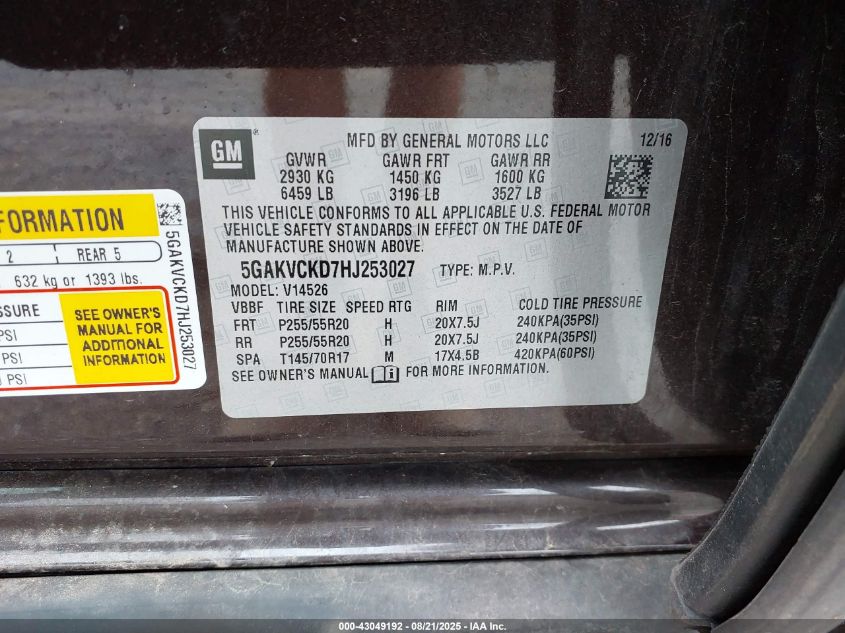 GM
MFD BY GENERAL MOTORS LLC 12/16
GVWR GAWR FRT GAWR RR
2930 KG 1450 KG 1600 KG
6459 LB 3196 LB 3527 LB
THIS VEHICLE CONFORMS TO ALL APPLICABLE U.S. FEDERAL MOTOR
VEHICLE SAFETY STANDARDS IN EFFECT ON THE DATE OF
MANUFACTURE SHOWN ABOVE.
5GAKVCKD7HJ253027 TYPE: M.P.V.
MODEL: V14526
VBBF TIRE SIZE SPEED RTG RIM COLD TIRE PRESSURE
FRT P255/55R20 H 20X7.5J 240KPA(35PSI)
RR P255/55R20 H 20X7.5J 240KPA(35PSI)
SPA T145/70R17 M 17X4.5B 420KPA(60PSI)
SEE OWNER'S MANUAL FOR MORE INFORMATION.
FORMATION
2 REAR 5
632 kg or 1393 lbs.
SSURE
PSI
PSI
PSI
SEE OWNER'S
MANUAL FOR
ADDITIONAL
INFORMATION
5GAKVCKD7HJ253027
000-43049192 - 08/21/2025 - IAA Inc.